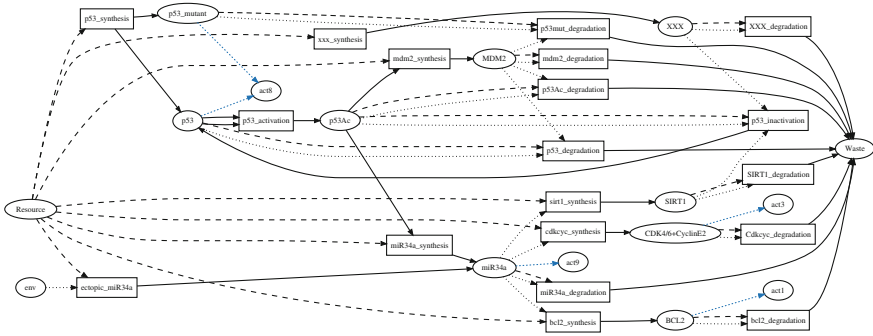 p53_synthesis
p53_mutant
XXX
XXX_degradation
p53mut_degradation
xxx_synthesis
mdm2_synthesis
MDM2
mdm2_degradation
act8
p53Ac_degradation
p53
p53_activation
p53Ac
p53_inactivation
p53_degradation
Waste
SIRT1_degradation
Resource
sirt1_synthesis
SIRT1
act3
cdkcyc_synthesis
CDK4/6+CyclinE2
Cdkcyc_degradation
miR34a_synthesis
miR34a
act9
env
ectopic_miR34a
miR34a_degradation
act1
bcl2_synthesis
BCL2
bcl2_degradation